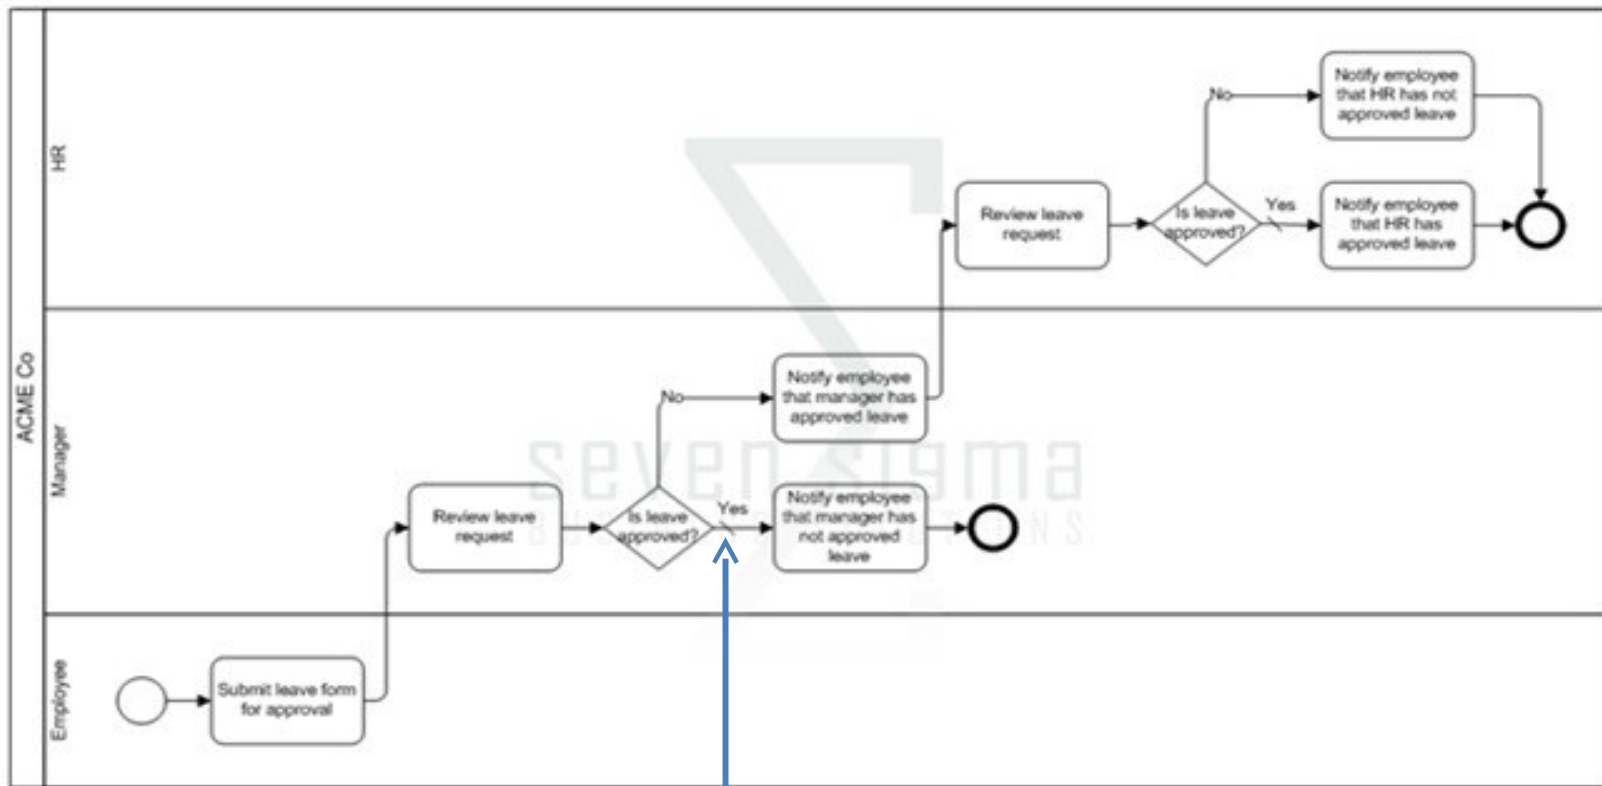 ACME Co
HR
No
Notify employee
that HR has not
approved leave
Review leave
request
Is leave
approved?
Yes
Notify employee
that HR has
approved leave
Manager
No
Notify employee
that manager has
approved leave
seven sigma
Review leave
request
Is leave
approved?
Yes
Notify employee
that manager has
not approved
leave
Employee
Submit leave form
for approval